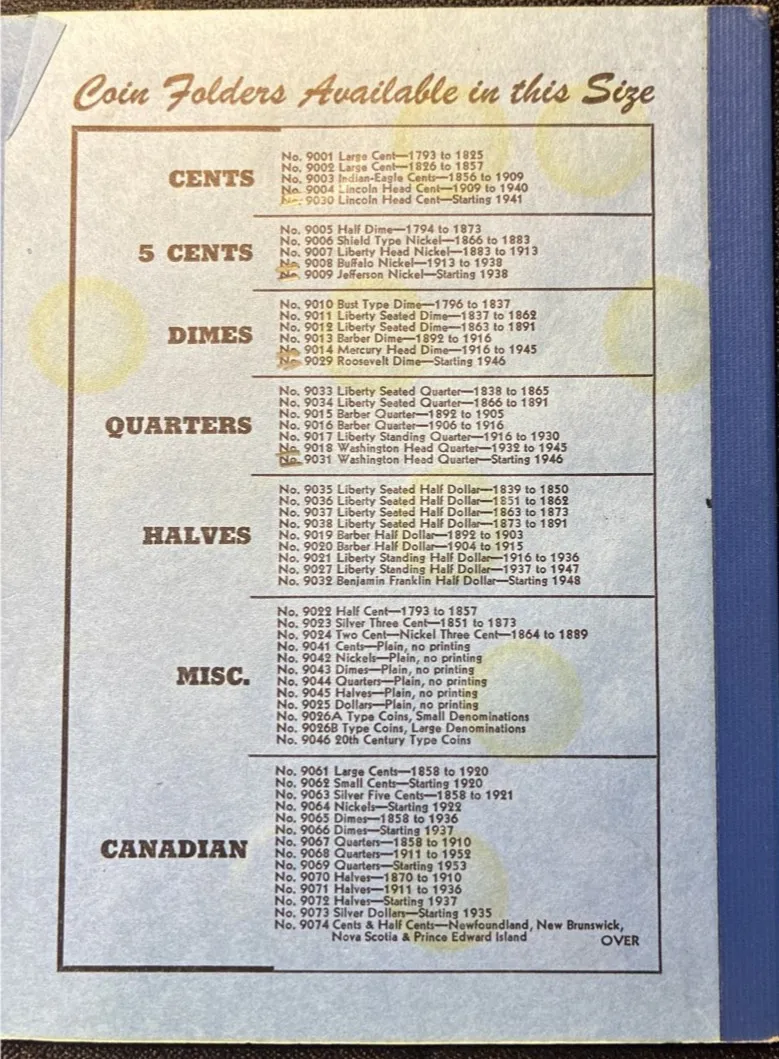 Coin Folders Available in this Size
CENTS
No. 9001 Large Cent—1793 to 1825
No. 9002 Large Cent—1826 to 1857
No. 9003 Indian-Eagle Cents—1856 to 1909
No. 9004 Lincoln Head Cent—1909 to 1940
No. 9030 Lincoln Head Cent—Starting 1941
5 CENTS
No. 9005 Half Dime—1794 to 1873
No. 9006 Shield Type Nickel—1866 to 1883
No. 9007 Liberty Head Nickel—1883 to 1913
No. 9008 Buffalo Nickel—1913 to 1938
No. 9009 Jefferson Nickel—Starting 1938
DIMES
No. 9010 Bust Type Dime—1796 to 1837
No. 9011 Liberty Seated Dime—1837 to 1862
No. 9012 Liberty Seated Dime—1863 to 1891
No. 9013 Barber Dime—1892 to 1916
No. 9014 Mercury Head Dime—1916 to 1945
No. 9029 Roosevelt Dime—Starting 1946
QUARTERS
No. 9033 Liberty Seated Quarter—1838 to 1865
No. 9034 Liberty Seated Quarter—1866 to 1891
No. 9015 Barber Quarter—1892 to 1905
No. 9016 Barber Quarter—1906 to 1916
No. 9017 Liberty Standing Quarter—1916 to 1930
No. 9018 Washington Head Quarter—1932 to 1945
No. 9031 Washington Head Quarter—Starting 1946
HALVES
No. 9035 Liberty Seated Half Dollar—1839 to 1850
No. 9036 Liberty Seated Half Dollar—1851 to 1862
No. 9037 Liberty Seated Half Dollar—1863 to 1873
No. 9038 Liberty Seated Half Dollar—1873 to 1891
No. 9019 Barber Half Dollar—1892 to 1903
No. 9020 Barber Half Dollar—1904 to 1915
No. 9021 Liberty Standing Half Dollar—1916 to 1936
No. 9027 Liberty Standing Half Dollar—1937 to 1947
No. 9032 Benjamin Franklin Half Dollar—Starting 1948
MISC.
No. 9022 Half Cent—1793 to 1857
No. 9023 Silver Three Cent—1851 to 1873
No. 9024 Two Cent—Nickel Three Cent—1864 to 1889
No. 9041 Cents—Plain, no printing
No. 9042 Nickels—Plain, no printing
No. 9043 Dimes—Plain, no printing
No. 9044 Quarters—Plain, no printing
No. 9045 Halves—Plain, no printing
No. 9025 Dollars—Plain, no printing
No. 9026A Type Coins, Small Denominations
No. 9026B Type Coins, Large Denominations
No. 9046 20th Century Type Coins
CANADIAN
No. 9061 Large Cents—1858 to 1920
No. 9062 Small Cents—Starting 1920
No. 9063 Silver Five Cents—1858 to 1921
No. 9064 Nickels—Starting 1922
No. 9065 Dimes—1858 to 1936
No. 9066 Dimes—Starting 1937
No. 9067 Quarters—1858 to 1910
No. 9068 Quarters—1911 to 1952
No. 9069 Quarters—Starting 1953
No. 9070 Halves—1870 to 1910
No. 9071 Halves—1911 to 1936
No. 9072 Halves—Starting 1937
No. 9073 Silver Dollars—Starting 1935
No. 9074 Cents & Half Cents—Newfoundland, New Brunswick,
Nova Scotia & Prince Edward Island
OVER